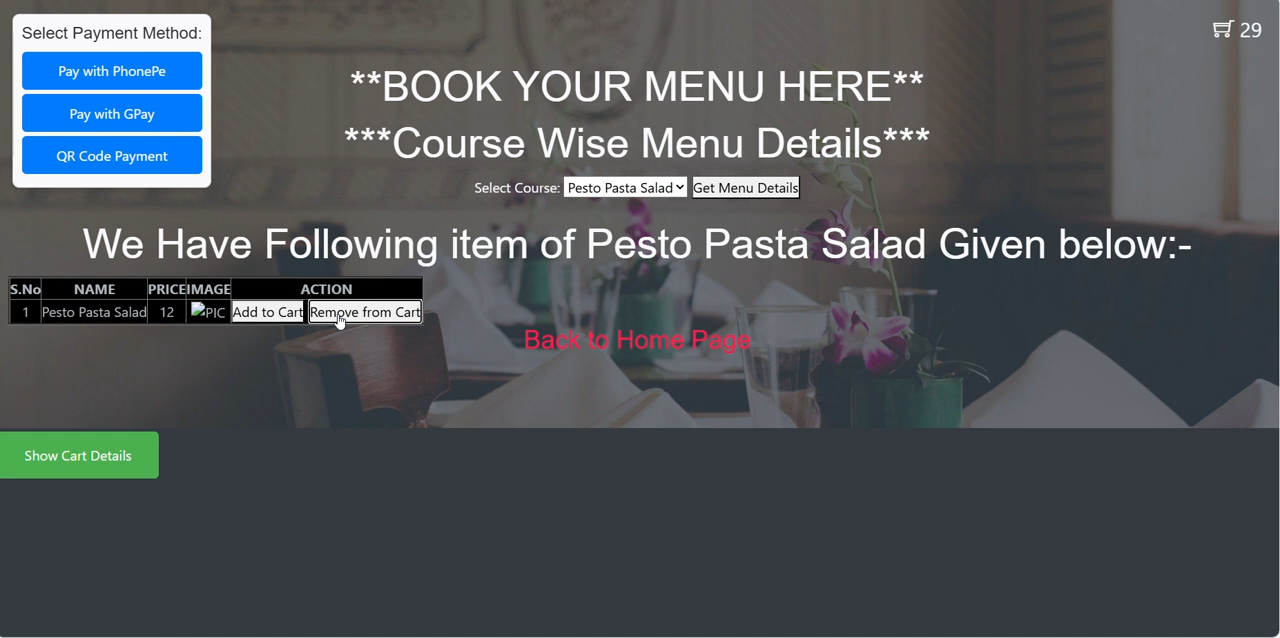 Select Payment Method:
Pay with PhonePe
Pay with GPay
QR Code Payment
29
**BOOK YOUR MENU HERE**
***Course Wise Menu Details***
Select Course: Pesto Pasta Salad Get Menu Details
We Have Following item of Pesto Pasta Salad Given below:-
S.No NAME PRICE IMAGE ACTION
1 Pesto Pasta Salad 12 PIC Add to Cart Remove from Cart
Back to Home Page
Show Cart Details